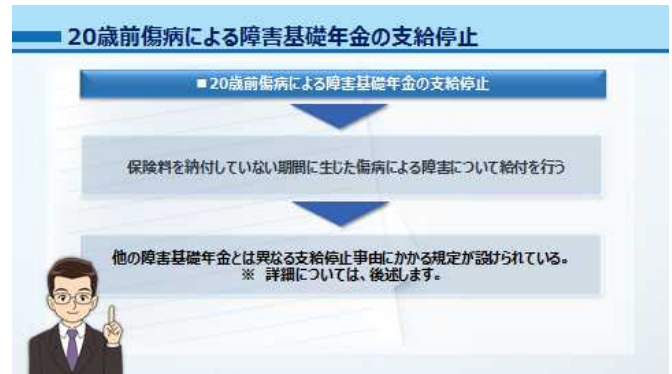 20歳前傷病による障害基礎年金の支給停止
■20歳前傷病による障害基礎年金の支給停止
保険料を納付していない期間に生じた傷病による障害について給付を行う
他の障害基礎年金とは異なる支給停止事由にかかる規定が設けられている。
※ 詳細については、後述します。